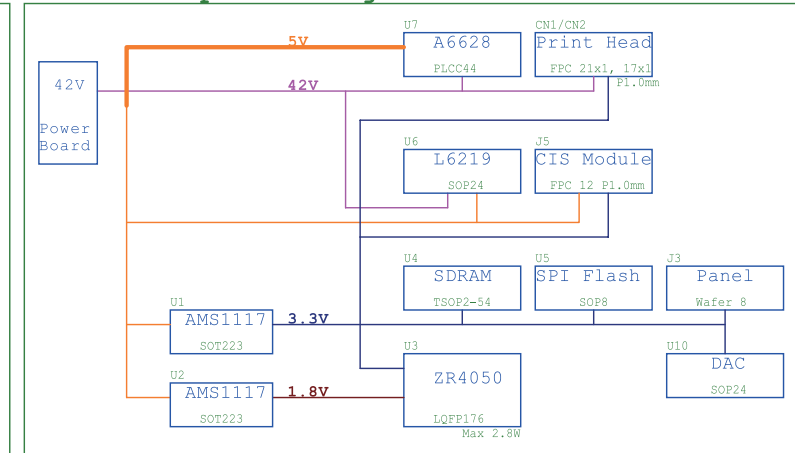 U7
CN1/CN2
5V
A6628
Print Head
PLCC44
FPC 21x1, 17x1
P1.0mm
42V
42V
Power
Board
U6
J5
L6219
CIS Module
SOP24
FPC 12 P1.0mm
U4
U5
J3
SDRAM
SPI Flash
Panel
TSOP2-54
SOP8
Wafer 8
U1
AMS1117
3.3V
SOT223
U3
U10
ZR4050
DAC
U2
AMS1117
1.8V
SOP24
SOT223
LQFP176
Max 2.8W